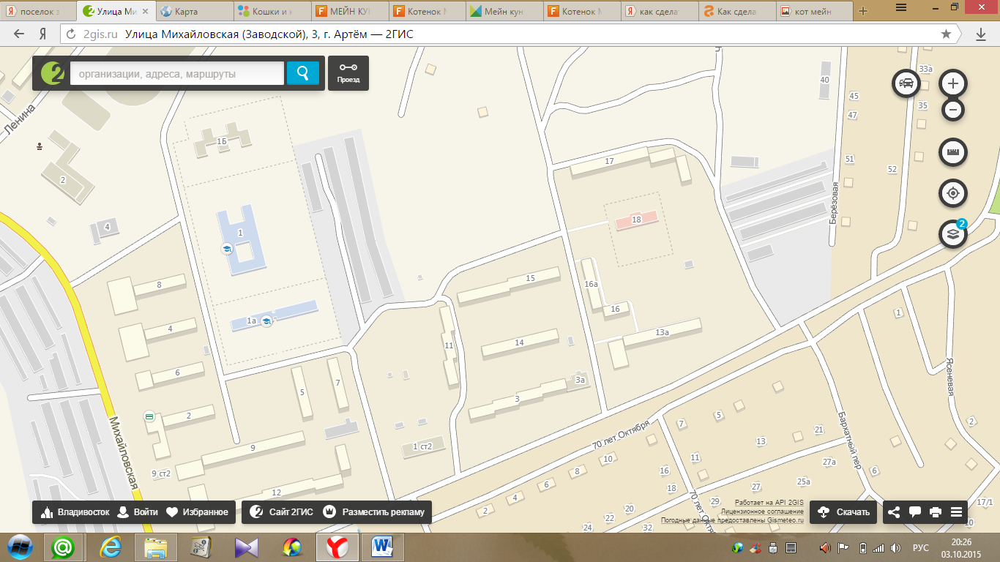 поселок з
Улица Ми
Карта
Кошки и к
МЕЙН КУН
Котенок М
Мейн кун
Котенок М
как сдела
Как сдела
кот мейн
2gis.ru Улица Михайловская (Заводской), 3, г. Артём — 2ГИС
организации, адреса, маршруты
Проезд
33а
40
45
35
47
Ленина
1Б
17
51
52
2
Берёзовая
18
2
4
1
8
15
16а
16
1
1а
4
13а
11
14
6
Ясеневая
5
7
3а
3
2
5
7
2
70 лет Октября
21
13
9
1 ст2
10
11
Бархатный пер
27а
8
16
6
9 ст2
Михайловская
6
25а
18
27
12
4
29
17/1
2
20
22
24
32
10
70 лет Октя
Владивосток
Войти
Избранное
Сайт 2ГИС
Разместить рекламу
Работает на API 2GIS
Лицензионное соглашение
Погодные данные предоставлены Gismeteo.ru
Скачать
РУС
20:26
03.10.2015